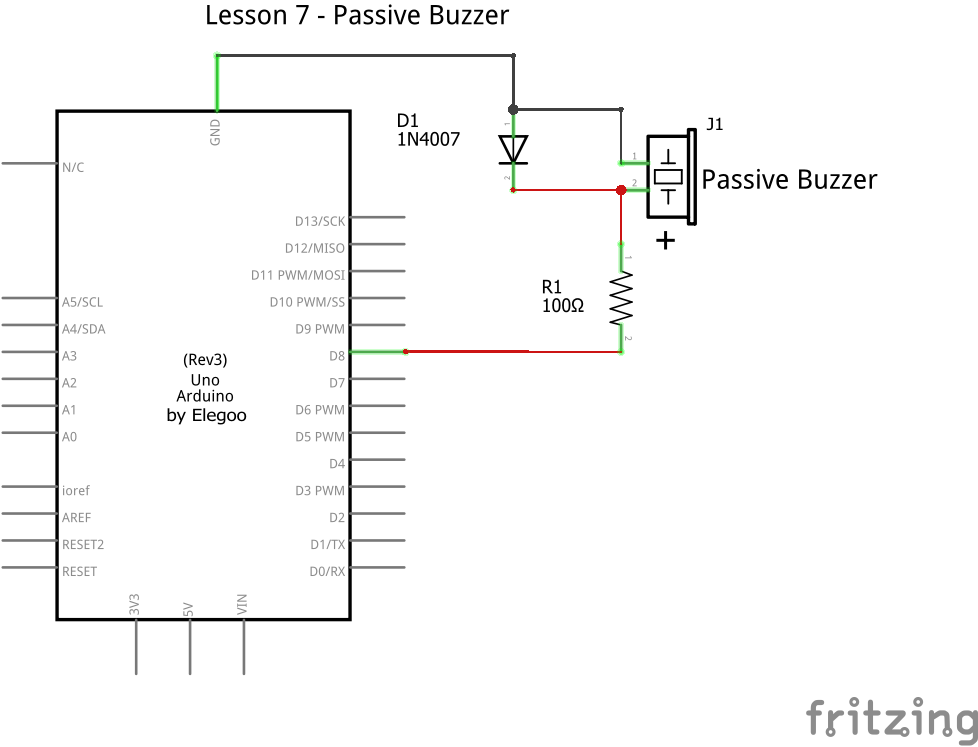 Lesson 7 - Passive Buzzer
GND
N/C
D1
1N4007
1
2
J1
1
2
Passive Buzzer
+
D13/SCK
D12/MISO
D11 PWM/MOSI
D10 PWM/SS
D9 PWM
D8
D7
D6 PWM
D5 PWM
D4
D3 PWM
D2
D1/TX
D0/RX
A5/SCL
A4/SDA
A3
A2
A1
A0
ioref
AREF
RESET2
RESET
(Rev3)
Uno
Arduino
by Elegoo
R1
100Ω
1
2
3V3
5V
VIN
fritzing